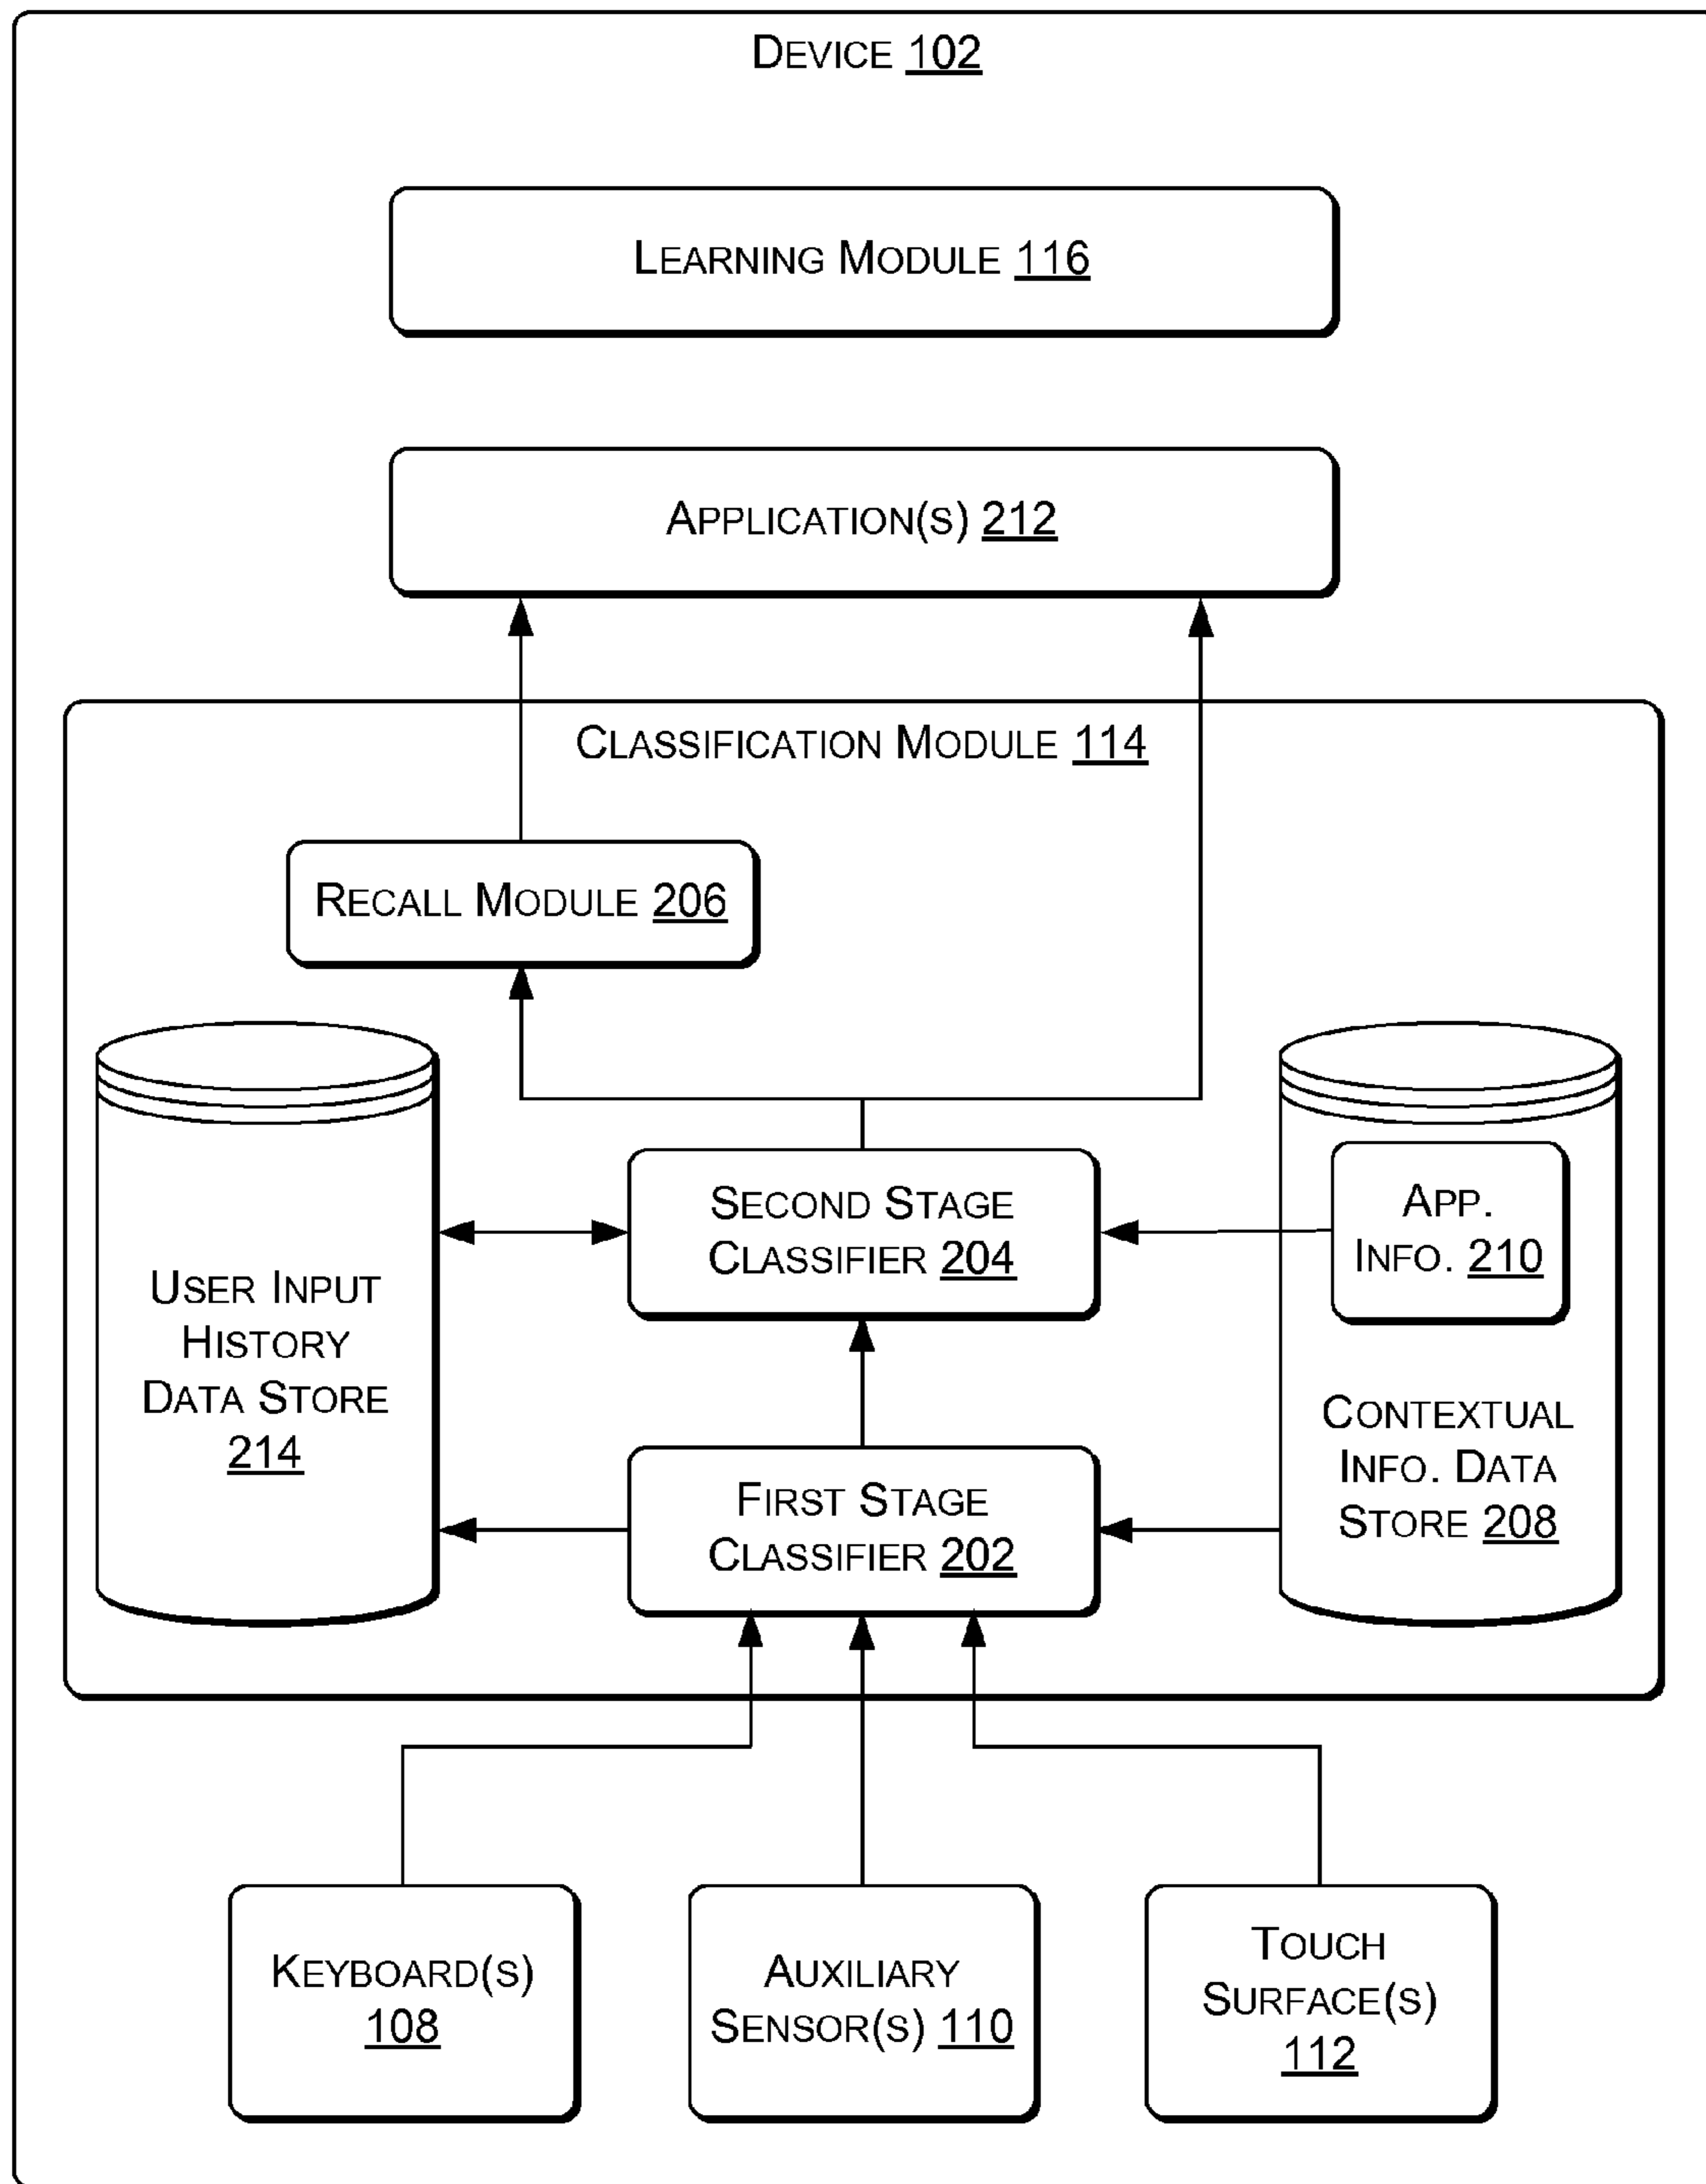 DEVICE 102
LEARNING MODULE 116
APPLICATION(S) 212
CLASSIFICATION MODULE 114
RECALL MODULE 206
USER INPUT
HISTORY
DATA STORE
214
SECOND STAGE
CLASSIFIER 204
APP.
INFO. 210
FIRST STAGE
CLASSIFIER 202
CONTEXTUAL
INFO. DATA
STORE 208
KEYBOARD(S)
108
AUXILIARY
SENSOR(S) 110
TOUCH
SURFACE(S)
112